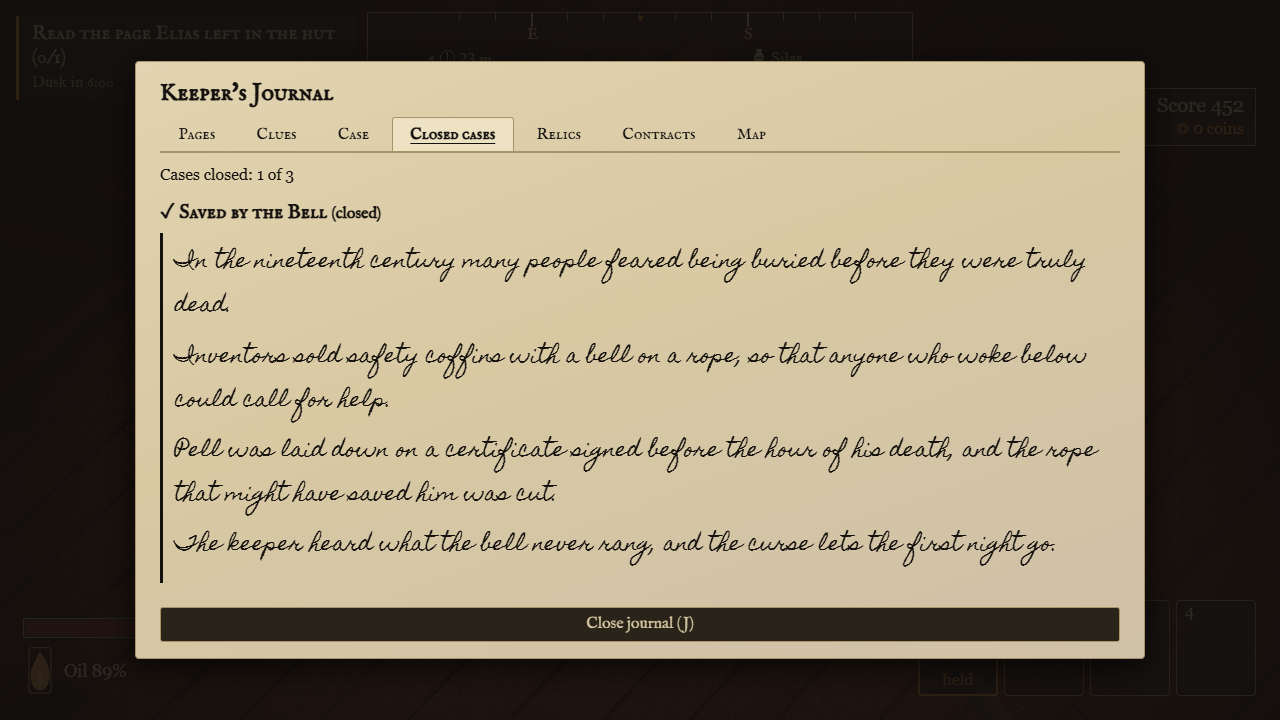 Read the page Elias left in the hut
(0/1)
Dusk in 6:00
E
S
23 m
Silas
Score 452
0 coins
Keeper's Journal
Pages
Clues
Case
Closed cases
Relics
Contracts
Map
Cases closed: 1 of 3
✓ Saved by the Bell (closed)
In the nineteenth century many people feared being buried before they were truly
dead.
Inventors sold safety coffins with a bell on a rope, so that anyone who woke below
could call for help.
Pell was laid down on a certificate signed before the hour of his death, and the rope
that might have saved him was cut.
The keeper heard what the bell never rang, and the curse lets the first night go.
Close journal (J)
Oil 89%
held
4